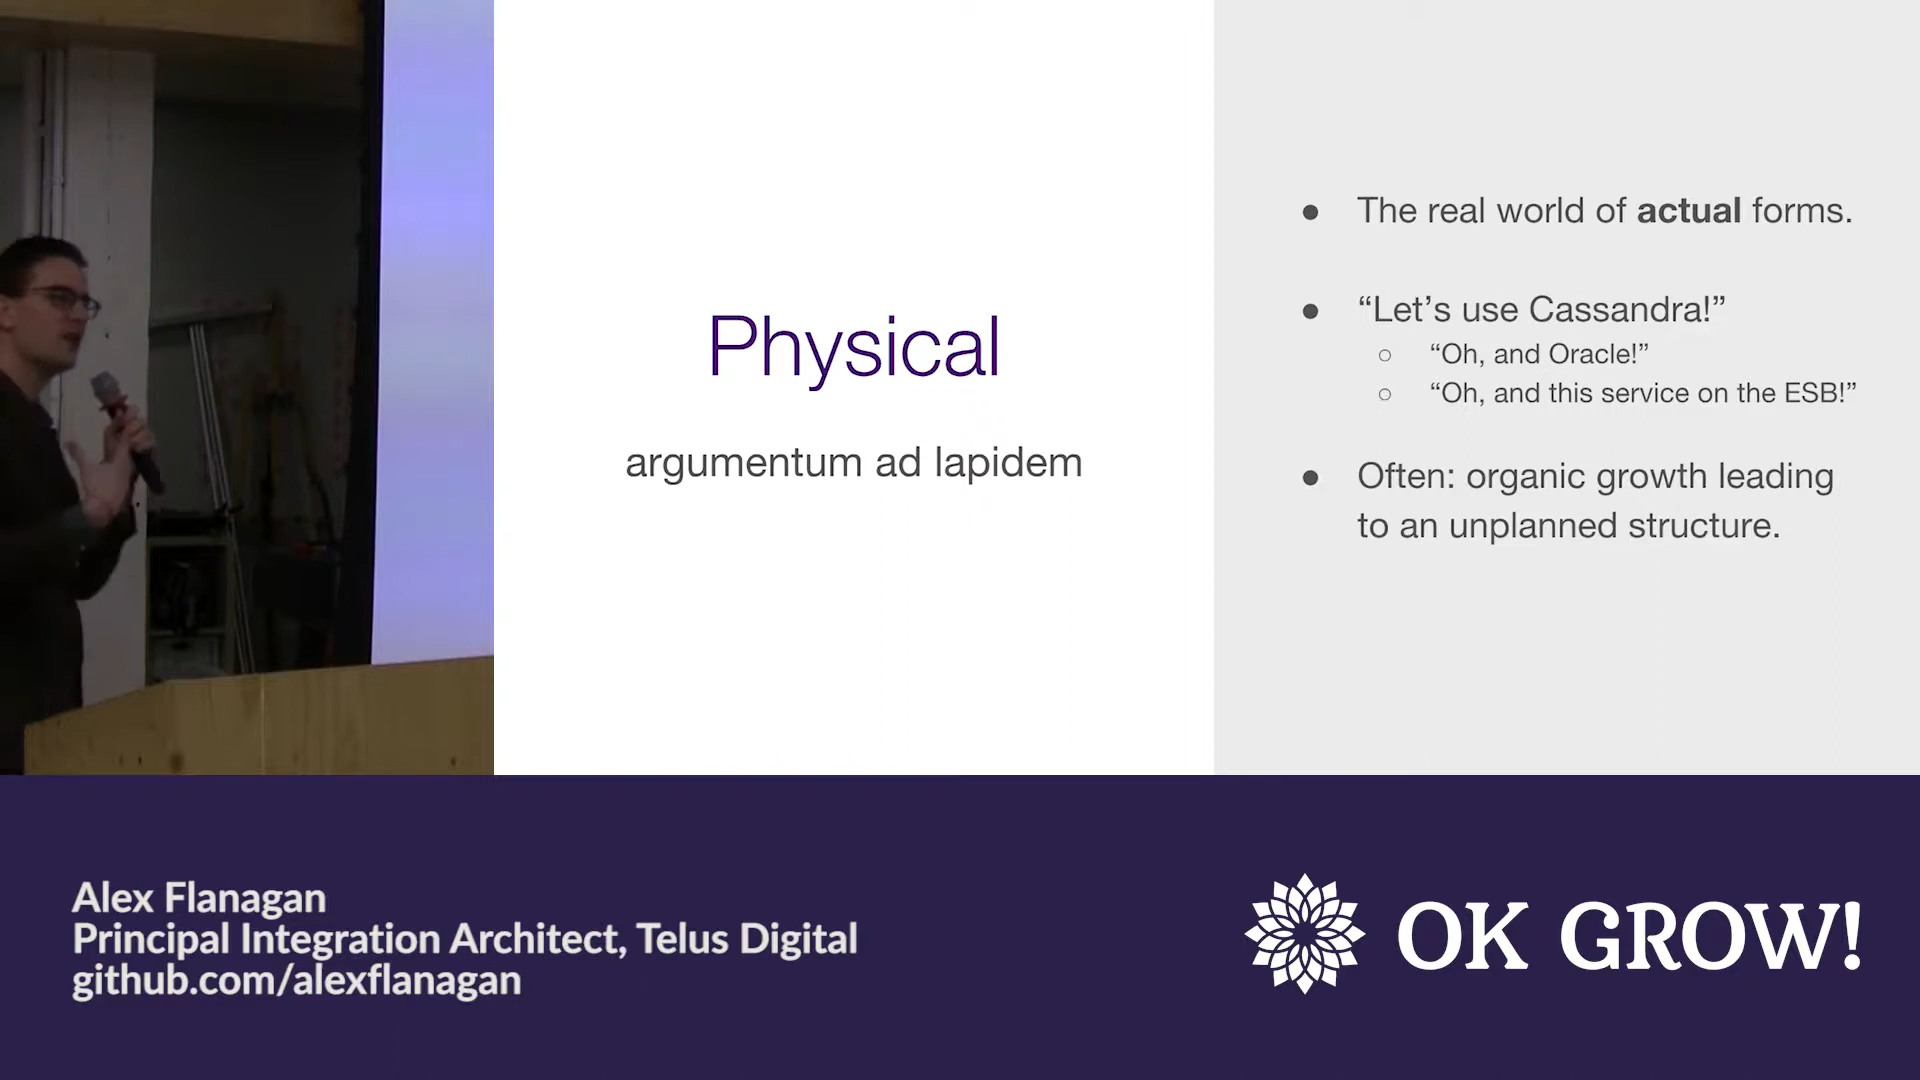 Physical
argumentum ad lapidem
● The real world of actual forms.
● “Let’s use Cassandra!”
○ “Oh, and Oracle!”
○ “Oh, and this service on the ESB!”
● Often: organic growth leading
to an unplanned structure.
Alex Flanagan
Principal Integration Architect, Telus Digital
github.com/alexflanagan
OK GROW!